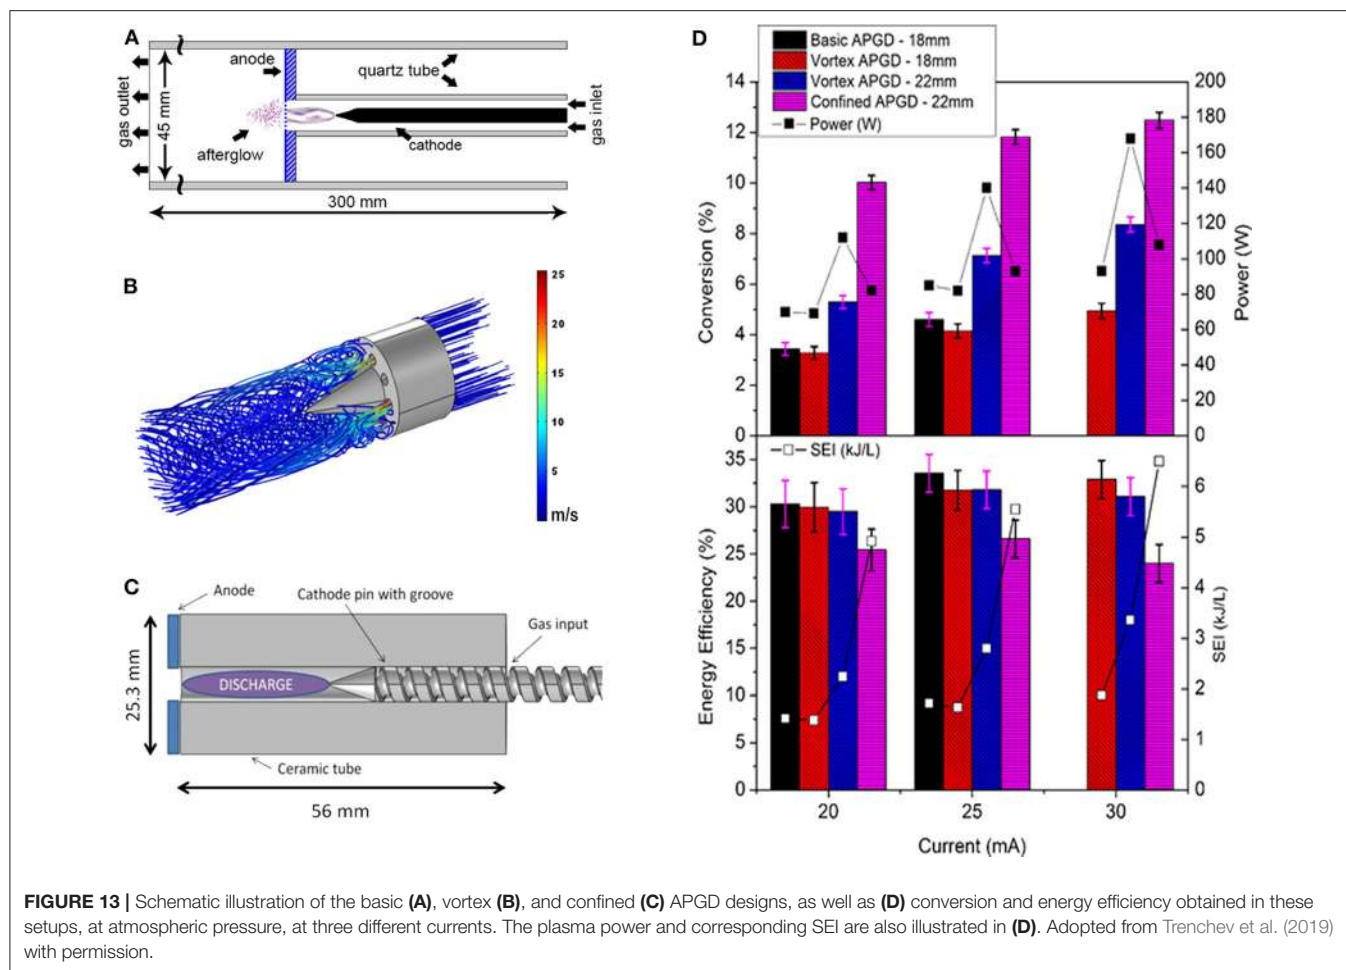 A
anode
quartz tube
gas outlet
45 mm
gas inlet
afterglow
cathode
300 mm
B
25
20
15
10
5
m/s
C
Anode
Cathode pin with groove
Gas input
DISCHARGE
25.3 mm
Ceramic tube
56 mm
D
Basic APGD - 18mm
Vortex APGD - 18mm
Vortex APGD - 22mm
Confined APGD - 22mm
Power (W)
14
12
10
8
6
4
2
0
Conversion (%)
200
180
160
140
120
100
80
60
40
20
0
Power (W)
SEI (kJ/L)
35
30
25
20
15
10
5
0
Energy Efficiency (%)
6
5
4
3
2
1
0
SEI (kJ/L)
20 25 30
Current (mA)
FIGURE 13 | Schematic illustration of the basic (A), vortex (B), and confined (C) APGD designs, as well as (D) conversion and energy efficiency obtained in these
setups, at atmospheric pressure, at three different currents. The plasma power and corresponding SEI are also illustrated in (D). Adopted from Trenchev et al. (2019)
with permission.